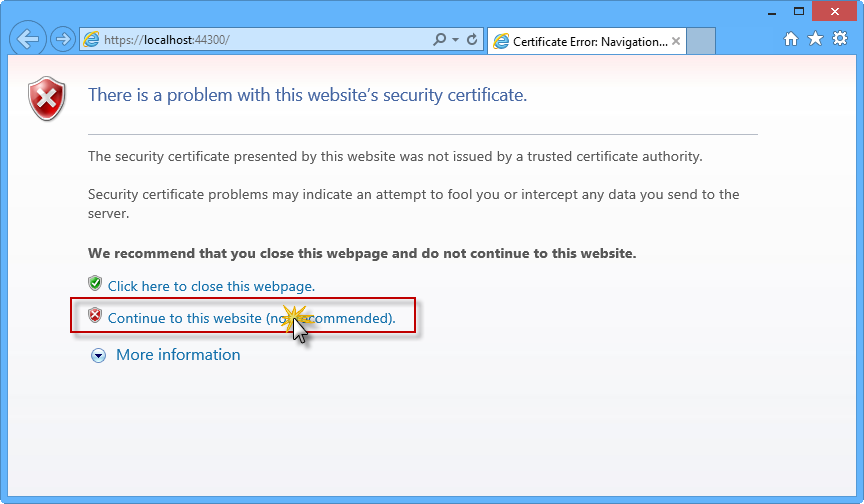 https://localhost:44300/
Certificate Error: Navigation...
There is a problem with this website's security certificate.
The security certificate presented by this website was not issued by a trusted certificate authority.
Security certificate problems may indicate an attempt to fool you or intercept any data you send to the
server.
We recommend that you close this webpage and do not continue to this website.
Click here to close this webpage.
Continue to this website (not recommended).
More information